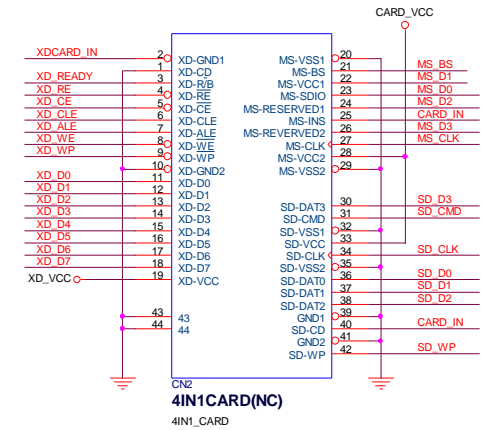 CARD_VCC
XDCARD_IN 2 XD-GND1 MS-VSS1 20
1 XD-CD MS-BS 21 MS_BS
XD_READY 3 XD-R/B MS-VCC1 22 MS_D1
XD_RE 4 XD-RE MS-SDIO 23 MS_D0
XD_CE 5 XD-CE MS-RESERVED1 24 MS_D2
XD_CLE 6 XD-CLE MS-INS 25 CARD_IN
XD_ALE 7 XD-ALE MS-REVERVED2 26 MS_D3
XD_WE 8 XD-WE MS-CLK 27 MS_CLK
XD_WP 9 XD-WP MS-VCC2 28
10 XD-GND2 MS-VSS2 29
XD_D0 11 XD-D0
XD_D1 12 XD-D1
XD_D2 13 XD-D2 SD-DAT3 30 SD_D3
XD_D3 14 XD-D3 SD-CMD 31 SD_CMD
XD_D4 15 XD-D4 SD-VSS1 32
XD_D5 16 XD-D5 SD-VCC 33
XD_D6 17 XD-D6 SD-CLK 34 SD_CLK
XD_D7 18 XD-D7 SD-VSS2 35
XD_VCC 19 XD-VCC SD-DAT0 36 SD_D0
SD-DAT1 37 SD_D1
SD-DAT2 38 SD_D2
43 43 GND1 39
44 44 SD-CD 40 CARD_IN
GND2 41
SD-WP 42 SD_WP
CN2
4IN1CARD(NC)
4IN1_CARD